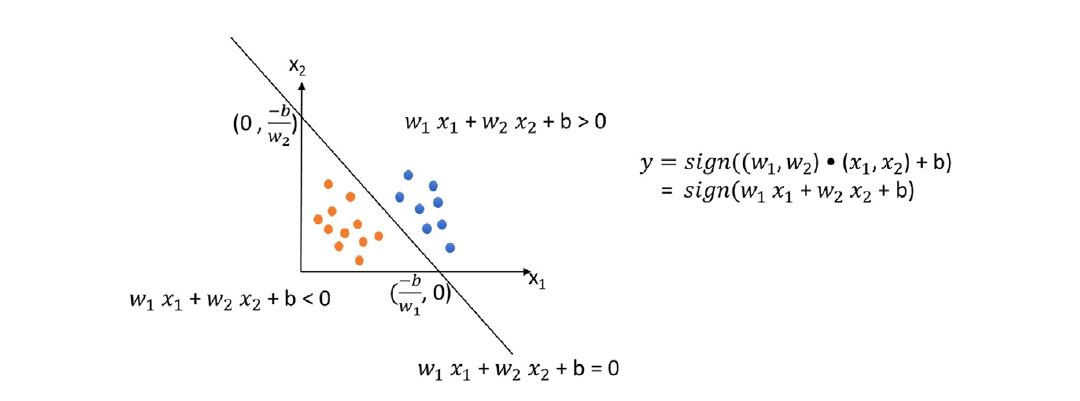 x₂
(0 , −b/w₂)
w₁ x₁ + w₂ x₂ + b > 0
y = sign((w₁, w₂) • (x₁, x₂) + b)
= sign(w₁ x₁ + w₂ x₂ + b)
x₁
(−b/w₁, 0)
w₁ x₁ + w₂ x₂ + b < 0
w₁ x₁ + w₂ x₂ + b = 0